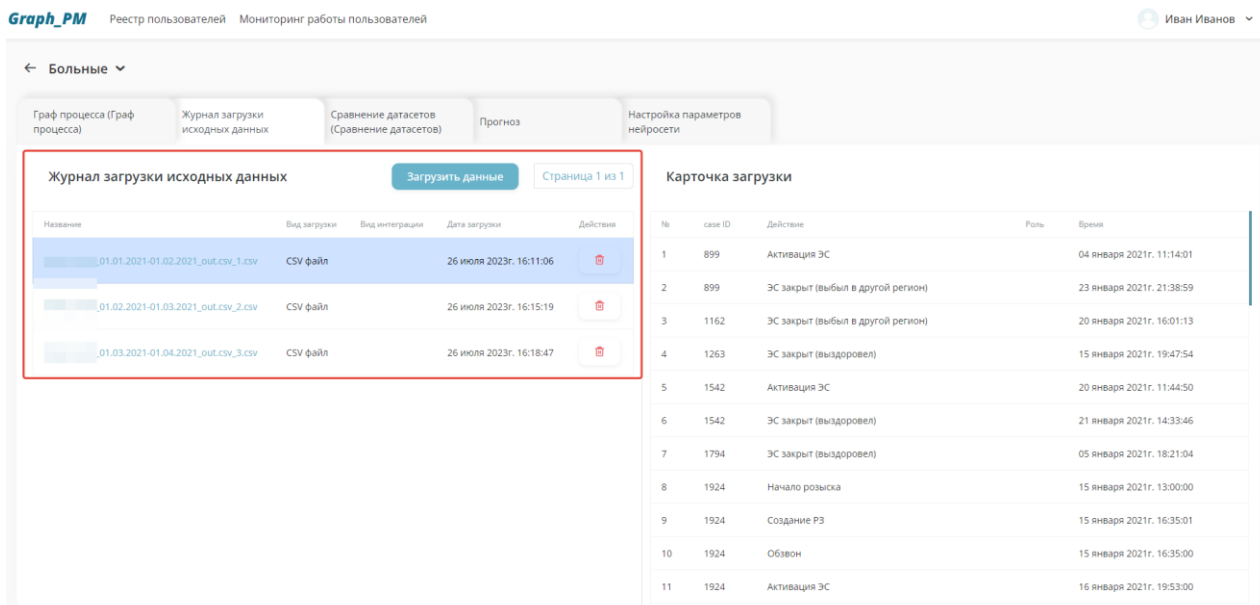 Graph_PM Реестр пользователей Мониторинг работы пользователей Иван Иванов
← Больные
Граф процесса (Граф процесса)
Журнал загрузки исходных данных
Сравнение датасетов (Сравнение датасетов)
Прогноз
Настройка параметров нейросети
Журнал загрузки исходных данных Загрузить данные Страница 1 из 1
Название Вид загрузки Вид интеграции Дата загрузки Действия
_01.01.2021-01.02.2021_out.csv_1.csv CSV файл 26 июля 2023г. 16:11:06
_01.02.2021-01.03.2021_out.csv_2.csv CSV файл 26 июля 2023г. 16:15:19
_01.03.2021-01.04.2021_out.csv_3.csv CSV файл 26 июля 2023г. 16:18:47
Карточка загрузки
№ case ID Действие Роль Время
1 899 Активация ЭС 04 января 2021г. 11:14:01
2 899 ЭС закрыт (выбыл в другой регион) 23 января 2021г. 21:38:59
3 1162 ЭС закрыт (выбыл в другой регион) 20 января 2021г. 16:01:13
4 1263 ЭС закрыт (выздоровел) 15 января 2021г. 19:47:54
5 1542 Активация ЭС 20 января 2021г. 11:44:50
6 1542 ЭС закрыт (выздоровел) 21 января 2021г. 14:33:46
7 1794 ЭС закрыт (выздоровел) 05 января 2021г. 18:21:04
8 1924 Начало розыска 15 января 2021г. 13:00:00
9 1924 Создание РЗ 15 января 2021г. 16:35:01
10 1924 Обзвон 15 января 2021г. 16:35:00
11 1924 Активация ЭС 16 января 2021г. 19:53:00